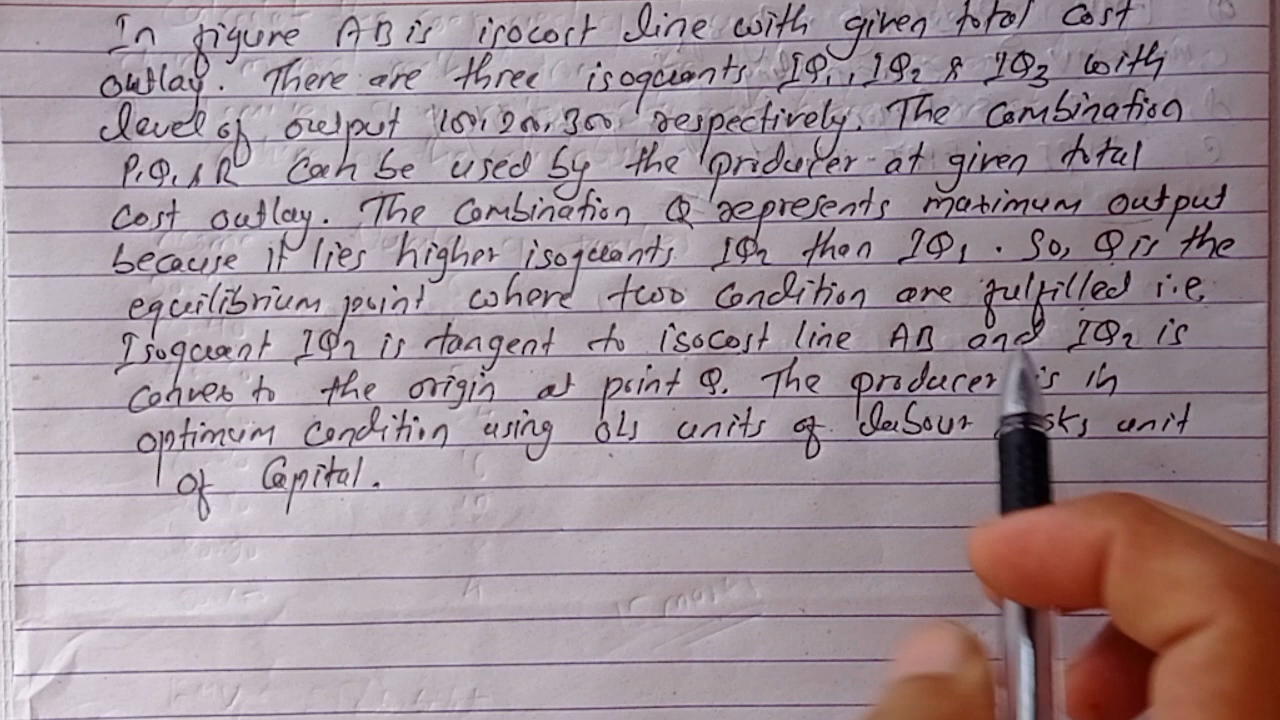 In figure AB is isocost line with given total cost
outlay. There are three isoquants IQ1, IQ2 & IQ3 with
level of output 100, 200, 300 respectively. The combination
P, Q, & R can be used by the producer at given total
cost outlay. The combination Q represents maximum output
because it lies higher isoquants IQ2 than IQ1. So, Q is the
equilibrium point where two condition are fulfilled i.e.
Isoquant IQ2 is tangent to isocost line AB and IQ2 is
convex to the origin at point Q. The producer is in
optimum condition using OL1 units of labour unit
of Capital.